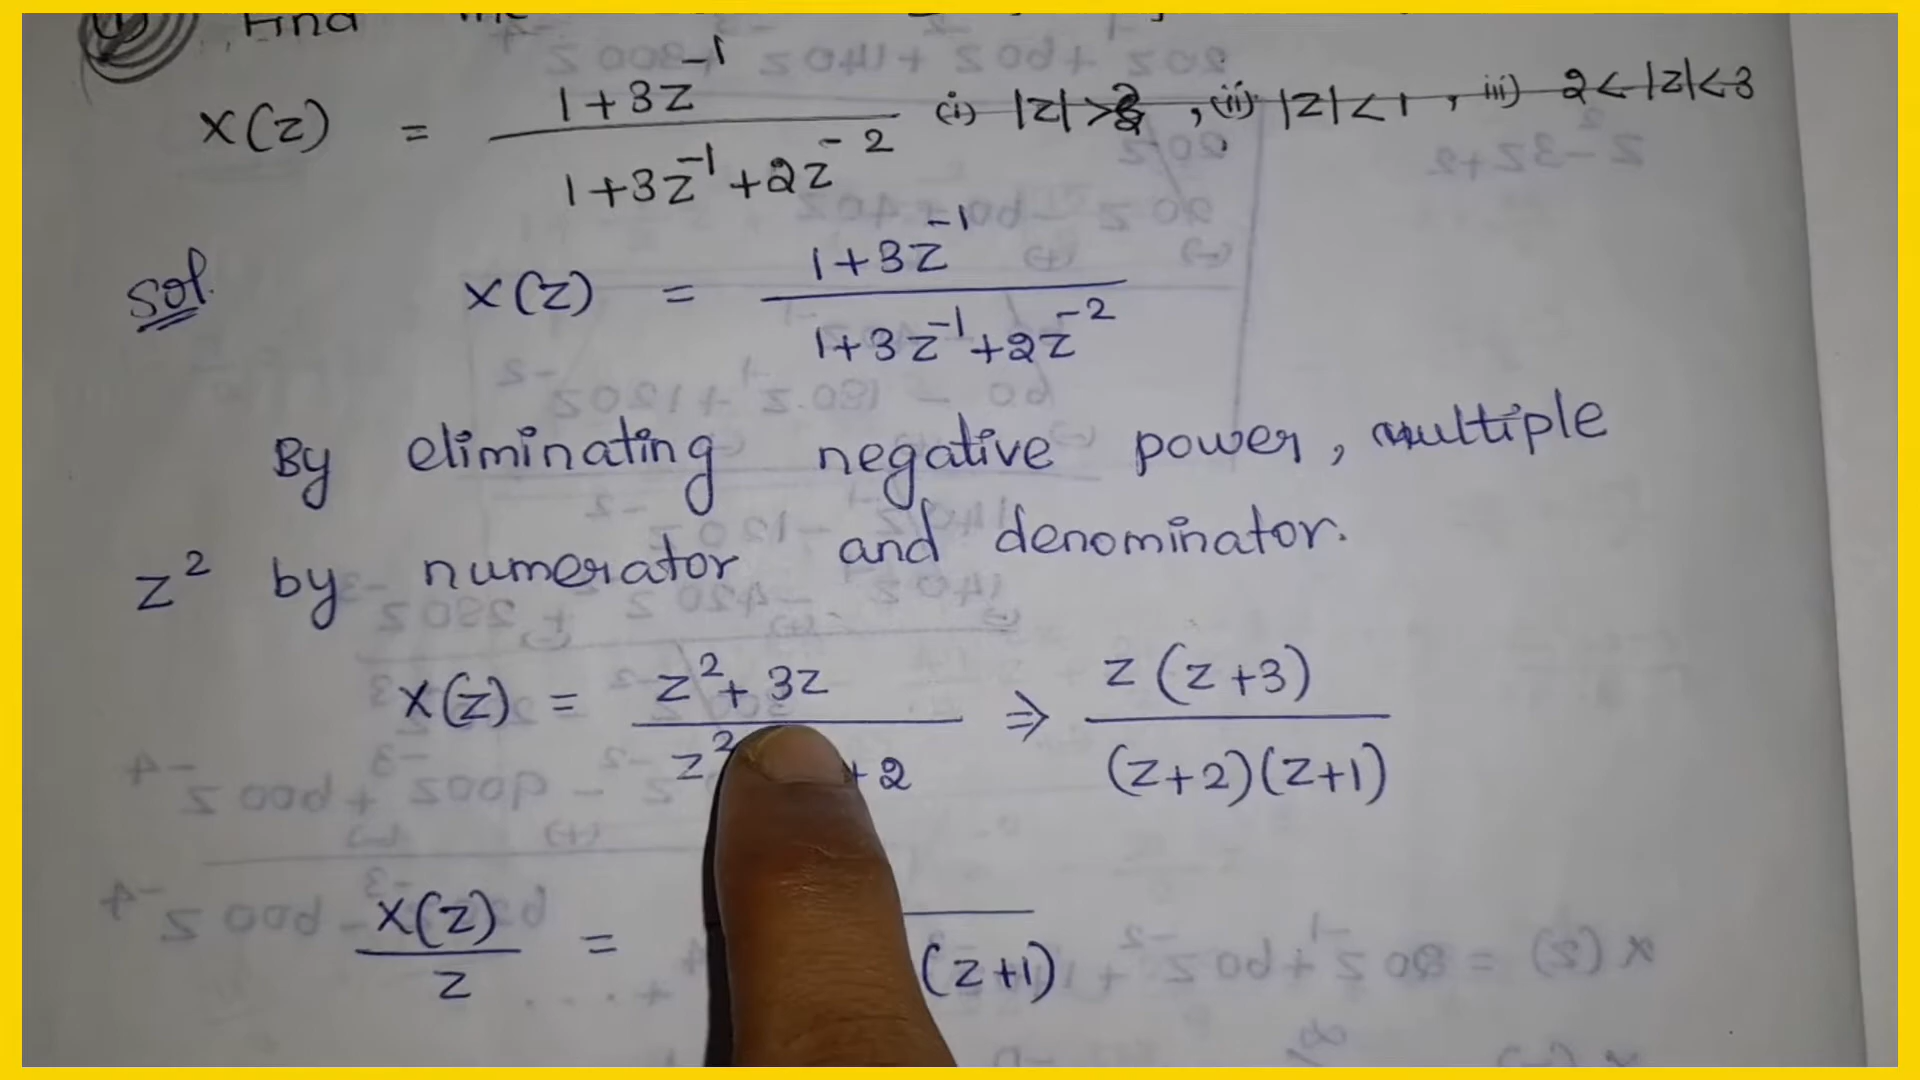 Find the
X(z) = 1+3z⁻¹ / 1+3z⁻¹+2z⁻² (i) |z|>2, (ii) |z|<1, iii) 2<|z|<3
Sol. X(z) = 1+3z⁻¹ / 1+3z⁻¹+2z⁻²
By eliminating negative power, multiple
z² by numerator and denominator.
X(z) = z²+3z / z² +2 ⇒ z(z+3) / (z+2)(z+1)
X(z) / z = (z+1)